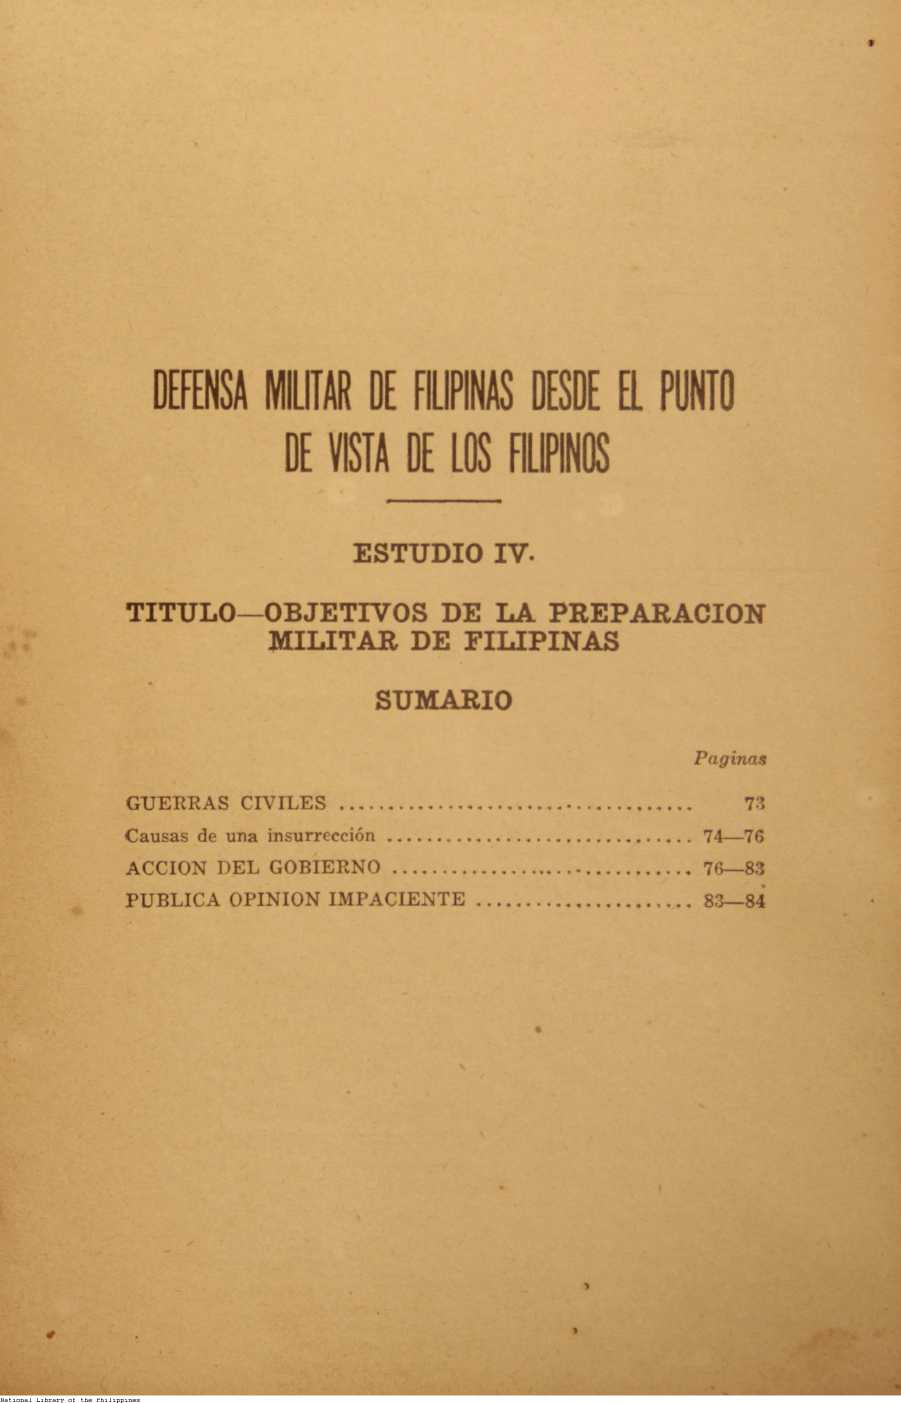 DEFENSA MILITAR DE FILIPINAS DESDE EL PUNTO
DE VISTA DE LOS FILIPINOS
ESTUDIO IV.
TITULO—OBJETIVOS DE LA PREPARACION
MILITAR DE FILIPINAS
SUMARIO
Paginas
GUERRAS CIVILES .................................... 73
Causas de una insurrección ............................... 74—76
ACCION DEL GOBIERNO .............................. 76—83
PUBLICA OPINION IMPACIENTE ...................... 83—84
National Library of the Philippines